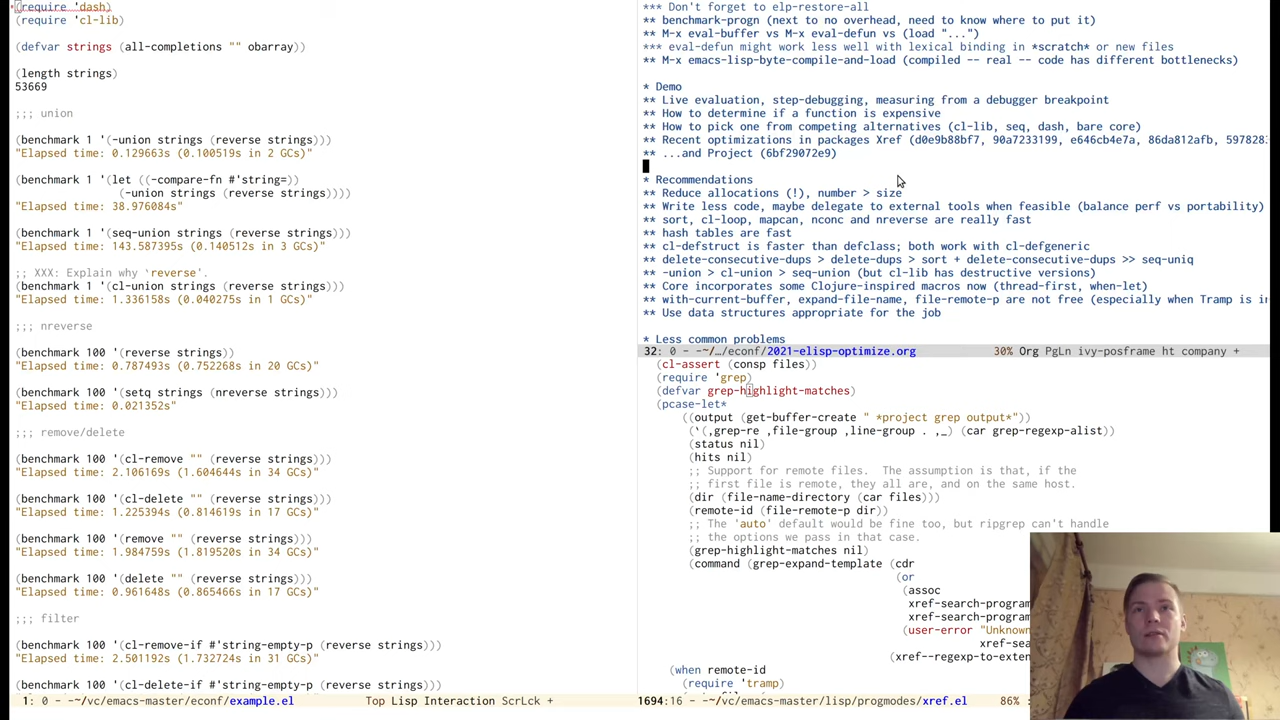 (require 'dash)
(require 'cl-lib)
(defvar strings (all-completions "" obarray))
(length strings)
53669
;;; union
(benchmark 1 '(-union strings (reverse strings)))
"Elapsed time: 0.129663s (0.100519s in 2 GCs)"
(benchmark 1 '(let ((-compare-fn #'string=))
(-union strings (reverse strings))))
"Elapsed time: 38.976084s"
(benchmark 1 '(seq-union strings (reverse strings)))
"Elapsed time: 143.587395s (0.140512s in 3 GCs)"
;; XXX: Explain why `reverse'.
(benchmark 1 '(cl-union strings (reverse strings)))
"Elapsed time: 1.336158s (0.040275s in 1 GCs)"
;;; nreverse
(benchmark 100 '(reverse strings))
"Elapsed time: 0.787493s (0.752268s in 20 GCs)"
(benchmark 100 '(setq strings (nreverse strings)))
"Elapsed time: 0.021352s"
;;; remove/delete
(benchmark 100 '(cl-remove "" (reverse strings)))
"Elapsed time: 2.106169s (1.604644s in 34 GCs)"
(benchmark 100 '(cl-delete "" (reverse strings)))
"Elapsed time: 1.225394s (0.814619s in 17 GCs)"
(benchmark 100 '(remove "" (reverse strings)))
"Elapsed time: 1.984759s (1.819520s in 34 GCs)"
(benchmark 100 '(delete "" (reverse strings)))
"Elapsed time: 0.961648s (0.865466s in 17 GCs)"
;;; filter
(benchmark 100 '(cl-remove-if #'string-empty-p (reverse strings)))
"Elapsed time: 2.501192s (1.732724s in 31 GCs)"
(benchmark 100 '(cl-delete-if #'string-empty-p (reverse strings)))
1: 0 - -~/vc/emacs-master/econf/example.el Top Lisp Interaction ScrLck +
*** Don't forget to elp-restore-all
** benchmark-progn (next to no overhead, need to know where to put it)
** M-x eval-buffer vs M-x eval-defun vs (load "...")
*** eval-defun might work less well with lexical binding in *scratch* or new files
** M-x emacs-lisp-byte-compile-and-load (compiled -- real -- code has different bottlenecks)
* Demo
** Live evaluation, step-debugging, measuring from a debugger breakpoint
** How to determine if a function is expensive
** How to pick one from competing alternatives (cl-lib, seq, dash, bare core)
** Recent optimizations in packages Xref (d0e9b88bf7, 90a7233199, e646cb4e7a, 86da812afb, 597828
** ...and Project (6bf29072e9)
* Recommendations
** Reduce allocations (!), number > size
** Write less code, maybe delegate to external tools when feasible (balance perf vs portability)
** sort, cl-loop, mapcan, nconc and nreverse are really fast
** hash tables are fast
** cl-defstruct is faster than defclass; both work with cl-defgeneric
** delete-consecutive-dups > delete-dups > sort + delete-consecutive-dups >> seq-uniq
** -union > cl-union > seq-union (but cl-lib has destructive versions)
** Core incorporates some Clojure-inspired macros now (thread-first, when-let)
** with-current-buffer, expand-file-name, file-remote-p are not free (especially when Tramp is i
** Use data structures appropriate for the job
* Less common problems
32: 0 - -~/…/econf/2021-elisp-optimize.org 30% Org PgLn ivy-posframe ht company +
(cl-assert (consp files))
(require 'grep)
(defvar grep-highlight-matches)
(pcase-let*
((output (get-buffer-create " *project grep output*"))
(`(,grep-re ,file-group ,line-group . ,_) (car grep-regexp-alist))
(status nil)
(hits nil)
;; Support for remote files.  The assumption is that, if the
;; first file is remote, they all are, and on the same host.
(dir (file-name-directory (car files)))
(remote-id (file-remote-p dir))
;; The 'auto' default would be fine too, but ripgrep can't handle
;; the options we pass in that case.
(grep-highlight-matches nil)
(command (grep-expand-template (cdr
(or
(assoc
xref-search-program
xref-search-program
(user-error "Unknown
xref-sea
(xref--regexp-to-exten
(when remote-id
(require 'tramp)
1694:16 - -~/vc/emacs-master/lisp/progmodes/xref.el 86%